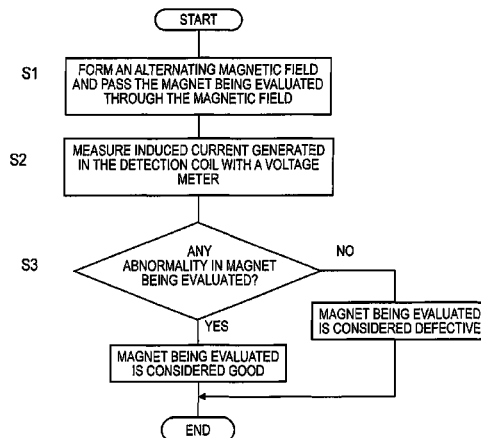 START
S1
FORM AN ALTERNATING MAGNETIC FIELD
AND PASS THE MAGNET BEING EVALUATED
THROUGH THE MAGNETIC FIELD
S2
MEASURE INDUCED CURRENT GENERATED
IN THE DETECTION COIL WITH A VOLTAGE
METER
S3
ANY
ABNORMALITY IN MAGNET
BEING EVALUATED?
NO
MAGNET BEING EVALUATED
IS CONSIDERED DEFECTIVE
YES
MAGNET BEING EVALUATED
IS CONSIDERED GOOD
END